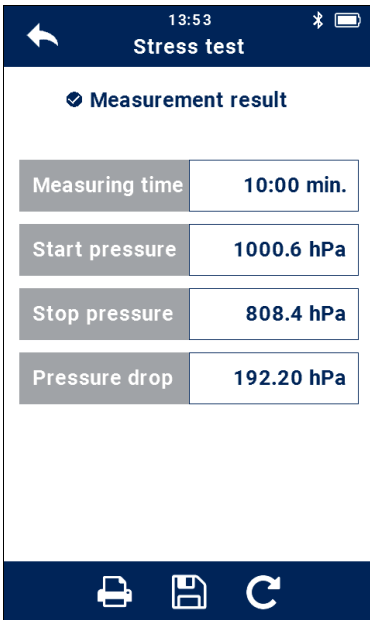 13:53
Stress test
Measurement result
Measuring time 10:00 min.
Start pressure 1000.6 hPa
Stop pressure 808.4 hPa
Pressure drop 192.20 hPa